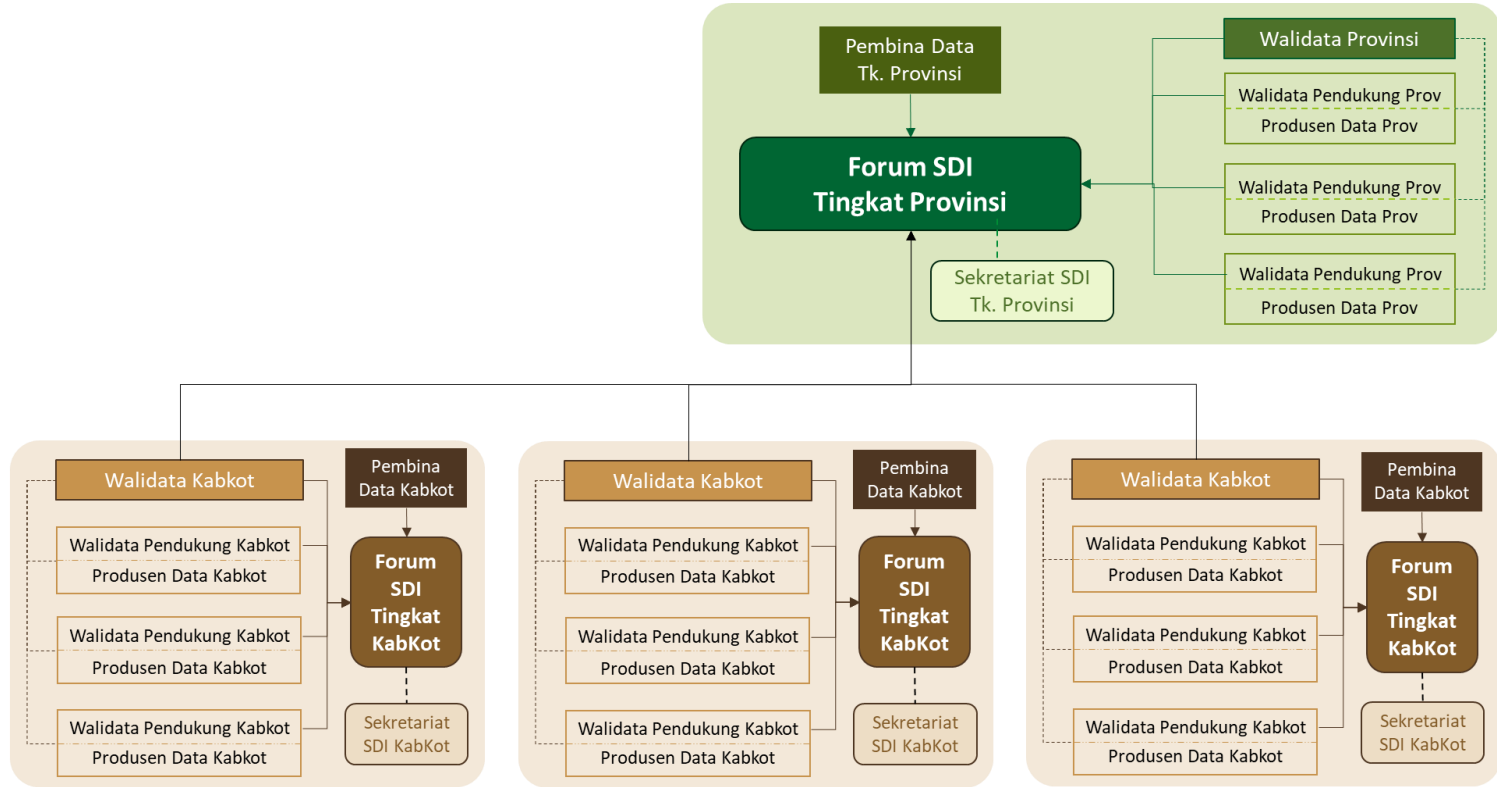 Pembina Data
Tk. Provinsi
Walidata Provinsi
Walidata Pendukung Prov
Produsen Data Prov
Forum SDI
Tingkat Provinsi
Walidata Pendukung Prov
Produsen Data Prov
Sekretariat SDI
Tk. Provinsi
Walidata Pendukung Prov
Produsen Data Prov
Walidata Kabkot
Pembina
Data Kabkot
Walidata Pendukung Kabkot
Produsen Data Kabkot
Walidata Pendukung Kabkot
Produsen Data Kabkot
Walidata Pendukung Kabkot
Produsen Data Kabkot
Forum
SDI
Tingkat
KabKot
Sekretariat
SDI KabKot
Walidata Kabkot
Pembina
Data Kabkot
Walidata Pendukung Kabkot
Produsen Data Kabkot
Walidata Pendukung Kabkot
Produsen Data Kabkot
Walidata Pendukung Kabkot
Produsen Data Kabkot
Forum
SDI
Tingkat
KabKot
Sekretariat
SDI KabKot
Walidata Kabkot
Pembina
Data Kabkot
Walidata Pendukung Kabkot
Produsen Data Kabkot
Walidata Pendukung Kabkot
Produsen Data Kabkot
Walidata Pendukung Kabkot
Produsen Data Kabkot
Forum
SDI
Tingkat
KabKot
Sekretariat
SDI KabKot